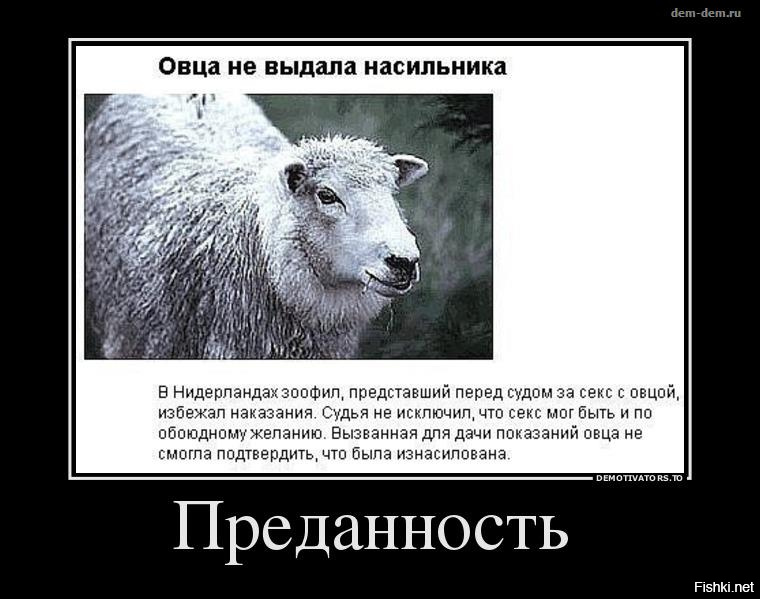 dem-dem.ru
Овца не выдала насильника
В Нидерландах зоофил, представший перед судом за секс с овцой,
избежал наказания. Судья не исключил, что секс мог быть и по
обоюдному желанию. Вызванная для дачи показаний овца не
смогла подтвердить, что была изнасилована.
DEMOTIVATORS.TO
Преданность
Fishki.net